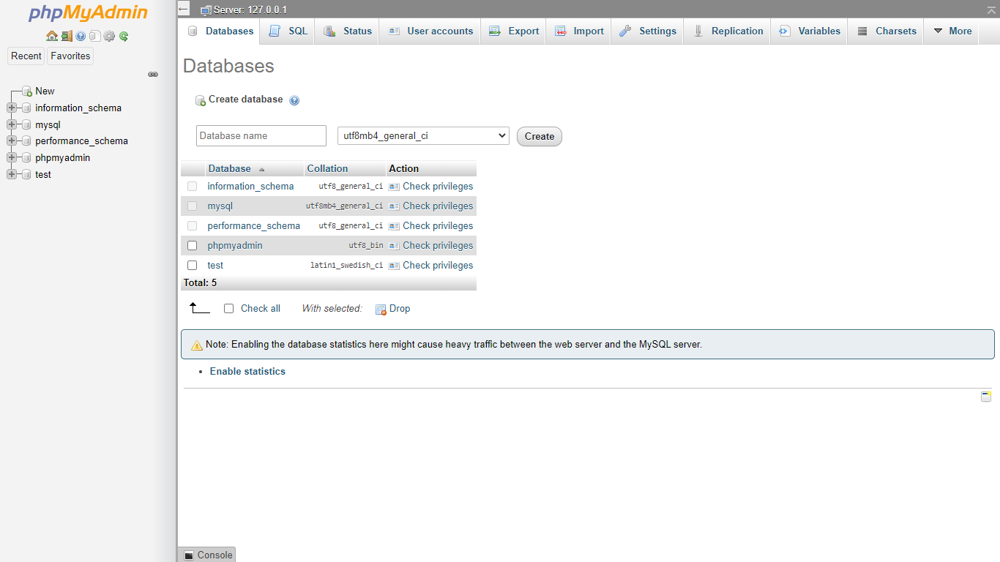 phpMyAdmin
Recent Favorites
New
information_schema
mysql
performance_schema
phpmyadmin
test
Server: 127.0.0.1
Databases SQL Status User accounts Export Import Settings Replication Variables Charsets More
Databases
Create database
Database name utf8mb4_general_ci Create
Database Collation Action
information_schema utf8_general_ci Check privileges
mysql utf8mb4_general_ci Check privileges
performance_schema utf8_general_ci Check privileges
phpmyadmin utf8_bin Check privileges
test latin1_swedish_ci Check privileges
Total: 5
Check all With selected: Drop
Note: Enabling the database statistics here might cause heavy traffic between the web server and the MySQL server.
Enable statistics
Console